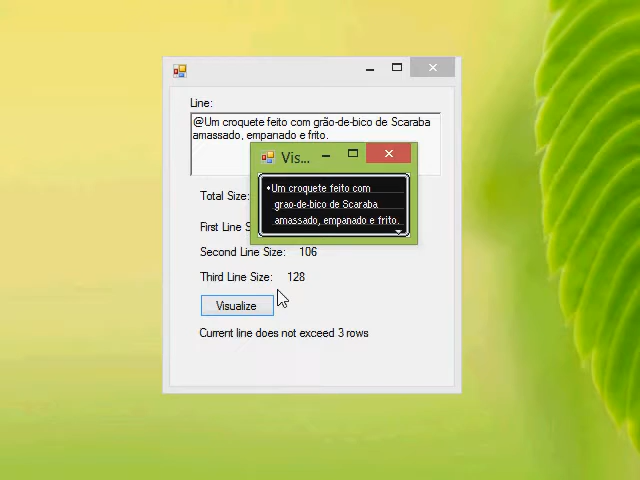 Line:
@Um croquete feito com grão-de-bico de Scaraba
amassado, empanado e frito.
Vis...
•Um croquete feito com
grao-de-bico de Scaraba
amassado, empanado e frito.
Total Size:
First Line S
Second Line Size: 106
Third Line Size: 128
Visualize
Current line does not exceed 3 rows